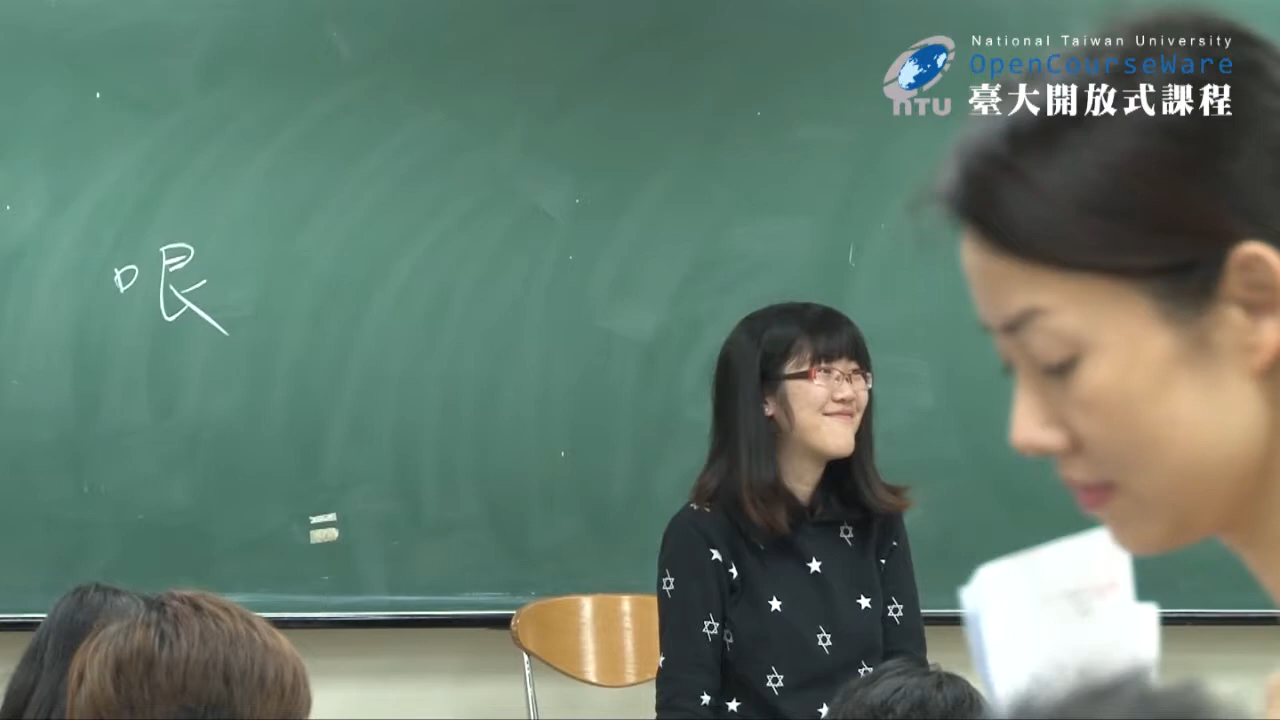 National Taiwan University
OpenCourseWare
NTU
臺大開放式課程
哏